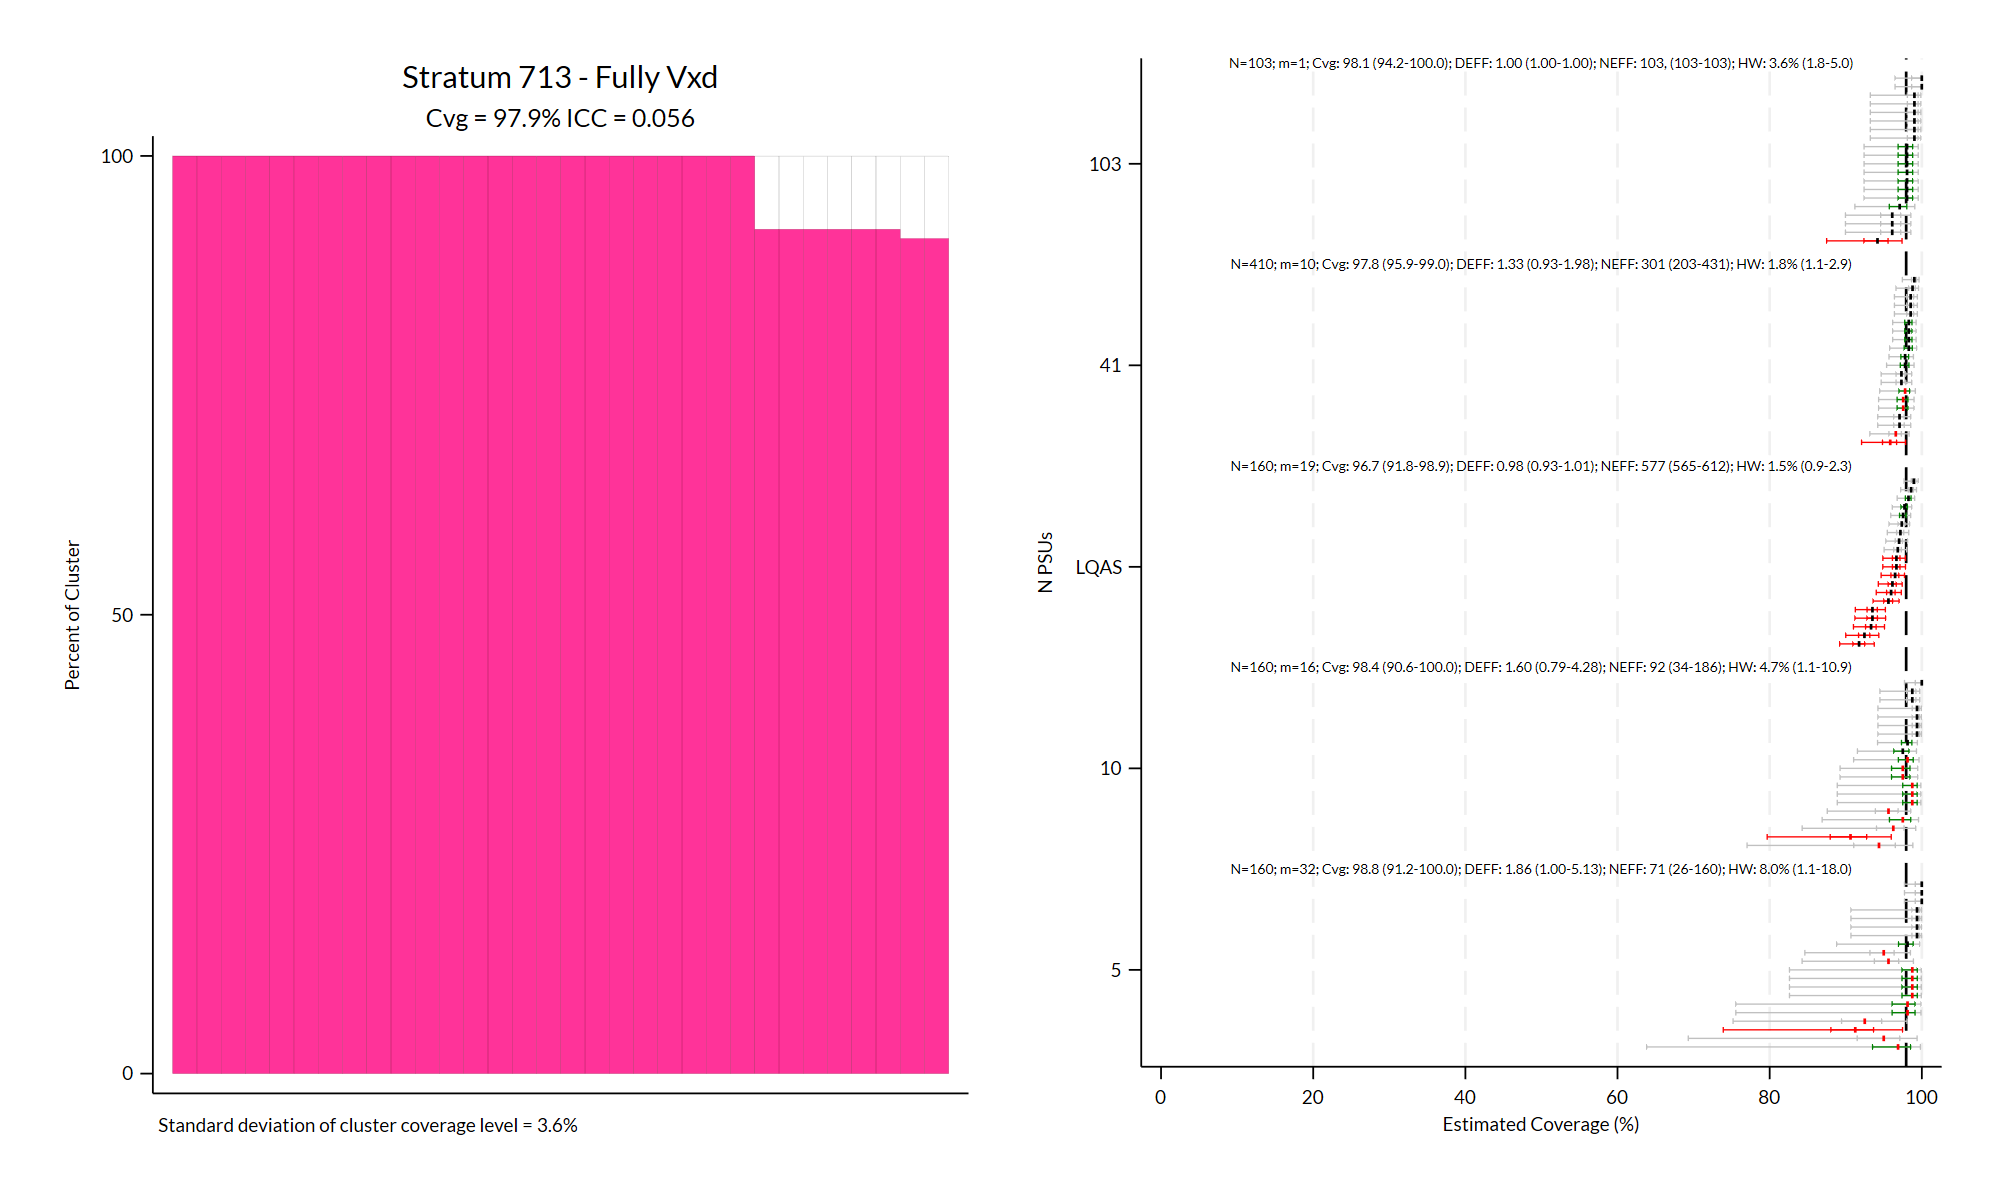 Stratum 713 - Fully Vxd
Cvg = 97.9% ICC = 0.056
Percent of Cluster
100
50
0
Standard deviation of cluster coverage level = 3.6%
N PSUs
N=103; m=1; Cvg: 98.1 (94.2-100.0); DEFF: 1.00 (1.00-1.00); NEFF: 103, (103-103); HW: 3.6% (1.8-5.0)
103
N=410; m=10; Cvg: 97.8 (95.9-99.0); DEFF: 1.33 (0.93-1.98); NEFF: 301 (203-431); HW: 1.8% (1.1-2.9)
41
N=160; m=19; Cvg: 96.7 (91.8-98.9); DEFF: 0.98 (0.93-1.01); NEFF: 577 (565-612); HW: 1.5% (0.9-2.3)
LQAS
N=160; m=16; Cvg: 98.4 (90.6-100.0); DEFF: 1.60 (0.79-4.28); NEFF: 92 (34-186); HW: 4.7% (1.1-10.9)
10
N=160; m=32; Cvg: 98.8 (91.2-100.0); DEFF: 1.86 (1.00-5.13); NEFF: 71 (26-160); HW: 8.0% (1.1-18.0)
5
0 20 40 60 80 100
Estimated Coverage (%)